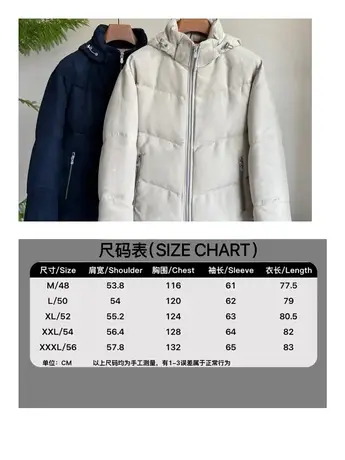 尺码表(SIZE CHART)
尺寸/Size 肩宽/Shoulder 胸围/Chest 袖长/Sleeve 衣长/Length
M/48 53.8 116 61 77.5
L/50 54 120 62 79
XL/52 55.2 124 63 80.5
XXL/54 56.4 128 64 82
XXXL/56 57.8 132 65 83
单位：CM 以上尺码均为手工测量，有1-3误差属于正常行为